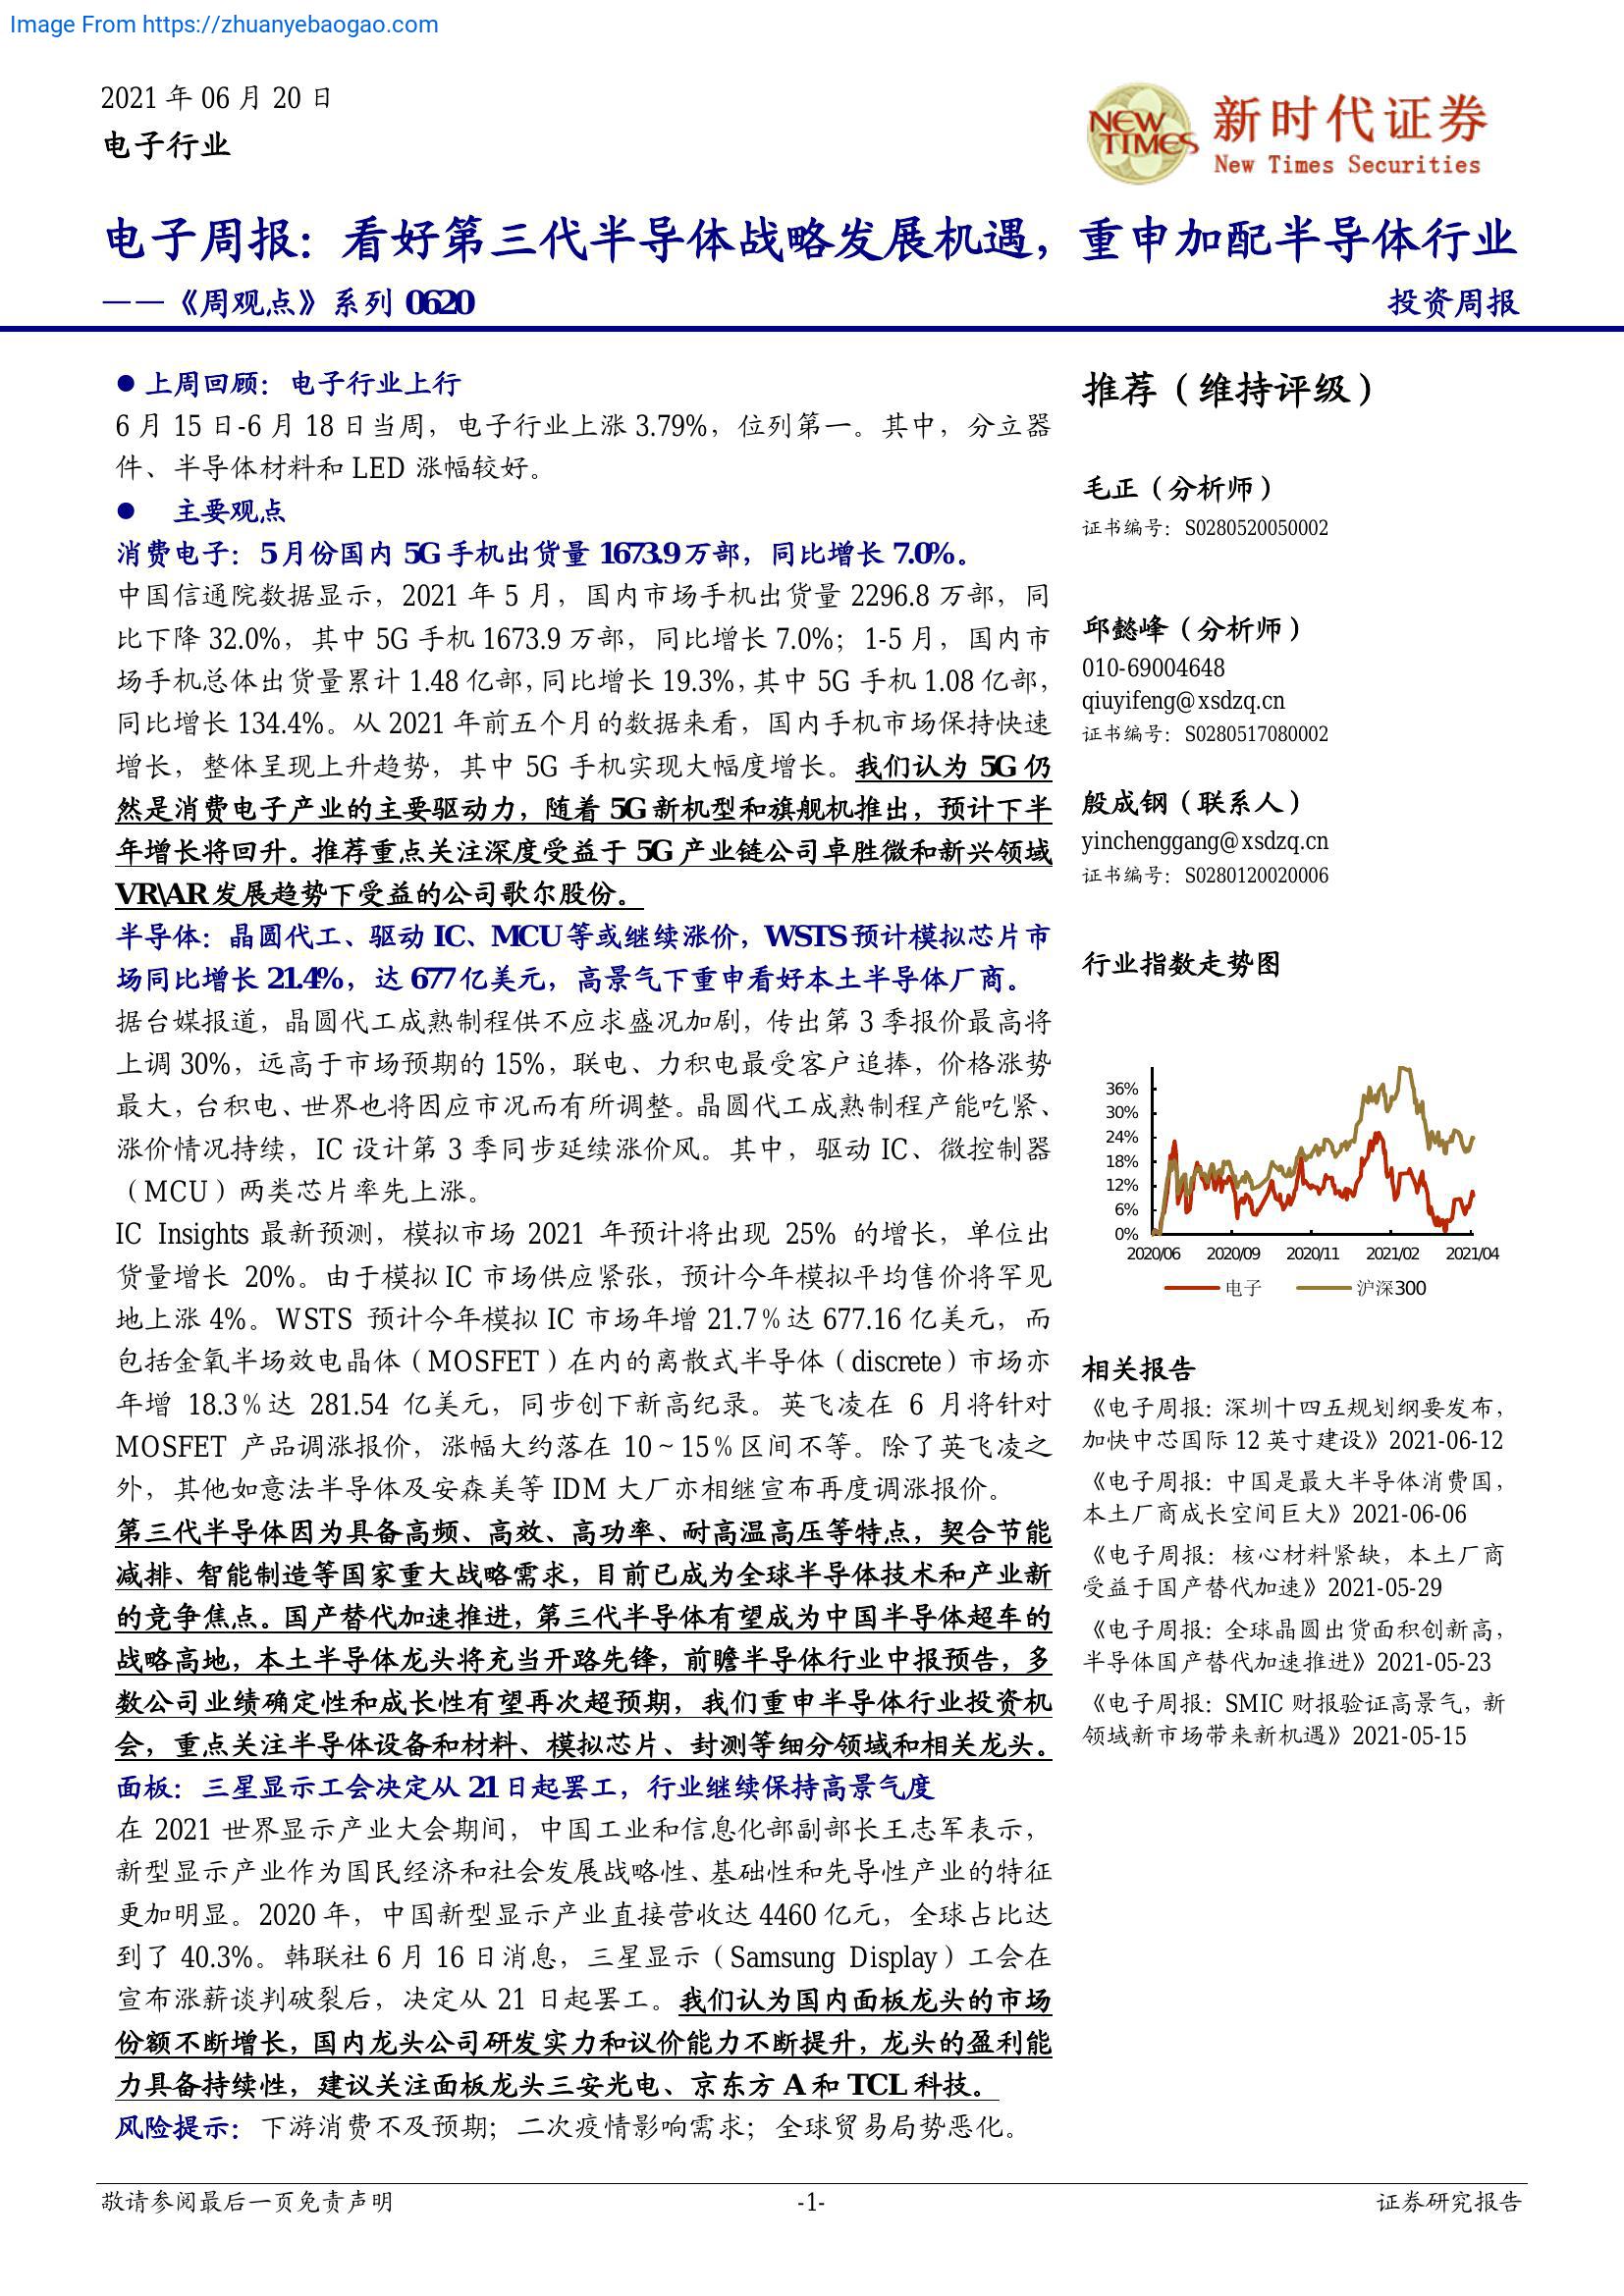 Image From https://zhuanyebaogao.com
2021 年 06 月 20 日
电子行业
NEW TIMES
新时代证券
New Times Securities
电子周报：看好第三代半导体战略发展机遇，重申加配半导体行业
——《周观点》系列 0620
投资周报
● 上周回顾：电子行业上行
6 月 15 日-6 月 18 日当周，电子行业上涨 3.79%，位列第一。其中，分立器
件、半导体材料和 LED 涨幅较好。
● 主要观点
消费电子：5 月份国内 5G 手机出货量 1673.9 万部，同比增长 7.0%。
中国信通院数据显示，2021 年 5 月，国内市场手机出货量 2296.8 万部，同
比下降 32.0%，其中 5G 手机 1673.9 万部，同比增长 7.0%；1-5 月，国内市
场手机总体出货量累计 1.48 亿部，同比增长 19.3%，其中 5G 手机 1.08 亿部，
同比增长 134.4%。从 2021 年前五个月的数据来看，国内手机市场保持快速
增长，整体呈现上升趋势，其中 5G 手机实现大幅度增长。我们认为 5G 仍
然是消费电子产业的主要驱动力，随着 5G 新机型和旗舰机推出，预计下半
年增长将回升。推荐重点关注深度受益于 5G 产业链公司卓胜微和新兴领域
VR\AR 发展趋势下受益的公司歌尔股份。
半导体：晶圆代工、驱动 IC、MCU 等或继续涨价，WSTS 预计模拟芯片市
场同比增长 21.4%，达 677 亿美元，高景气下重申看好本土半导体厂商。
据台媒报道，晶圆代工成熟制程供不应求盛况加剧，传出第 3 季报价最高将
上调 30%，远高于市场预期的 15%，联电、力积电最受客户追捧，价格涨势
最大，台积电、世界也将因应市况而有所调整。晶圆代工成熟制程产能吃紧、
涨价情况持续，IC 设计第 3 季同步延续涨价风。其中，驱动 IC、微控制器
（MCU）两类芯片率先上涨。
IC Insights 最新预测，模拟市场 2021 年预计将出现 25% 的增长，单位出
货量增长 20%。由于模拟 IC 市场供应紧张，预计今年模拟平均售价将罕见
地上涨 4%。WSTS 预计今年模拟 IC 市场年增 21.7％达 677.16 亿美元，而
包括金氧半场效电晶体（MOSFET）在内的离散式半导体（discrete）市场亦
年增 18.3％达 281.54 亿美元，同步创下新高纪录。英飞凌在 6 月将针对
MOSFET 产品调涨报价，涨幅大约落在 10～15％区间不等。除了英飞凌之
外，其他如意法半导体及安森美等 IDM 大厂亦相继宣布再度调涨报价。
第三代半导体因为具备高频、高效、高功率、耐高温高压等特点，契合节能
减排、智能制造等国家重大战略需求，目前已成为全球半导体技术和产业新
的竞争焦点。国产替代加速推进，第三代半导体有望成为中国半导体超车的
战略高地，本土半导体龙头将充当开路先锋，前瞻半导体行业中报预告，多
数公司业绩确定性和成长性有望再次超预期，我们重申半导体行业投资机
会，重点关注半导体设备和材料、模拟芯片、封测等细分领域和相关龙头。
面板：三星显示工会决定从 21 日起罢工，行业继续保持高景气度
在 2021 世界显示产业大会期间，中国工业和信息化部副部长王志军表示，
新型显示产业作为国民经济和社会发展战略性、基础性和先导性产业的特征
更加明显。2020 年，中国新型显示产业直接营收达 4460 亿元，全球占比达
到了 40.3%。韩联社 6 月 16 日消息，三星显示（Samsung Display）工会在
宣布涨薪谈判破裂后，决定从 21 日起罢工。我们认为国内面板龙头的市场
份额不断增长，国内龙头公司研发实力和议价能力不断提升，龙头的盈利能
力具备持续性，建议关注面板龙头三安光电、京东方 A 和 TCL 科技。
风险提示：下游消费不及预期；二次疫情影响需求；全球贸易局势恶化。
推荐（维持评级）
毛正（分析师）
证书编号：S0280520050002
邱懿峰（分析师）
010-69004648
qiuyifeng@xsdzq.cn
证书编号：S0280517080002
殷成钢（联系人）
yinchenggang@xsdzq.cn
证书编号：S0280120020006
行业指数走势图
36%
30%
24%
18%
12%
6%
0%
2020/06 2020/09 2020/11 2021/02 2021/04
电子 沪深300
相关报告
《电子周报：深圳十四五规划纲要发布，
加快中芯国际 12 英寸建设》2021-06-12
《电子周报：中国是最大半导体消费国，
本土厂商成长空间巨大》2021-06-06
《电子周报：核心材料紧缺，本土厂商
受益于国产替代加速》2021-05-29
《电子周报：全球晶圆出货面积创新高，
半导体国产替代加速推进》2021-05-23
《电子周报：SMIC 财报验证高景气，新
领域新市场带来新机遇》2021-05-15
敬请参阅最后一页免责声明
-1-
证券研究报告